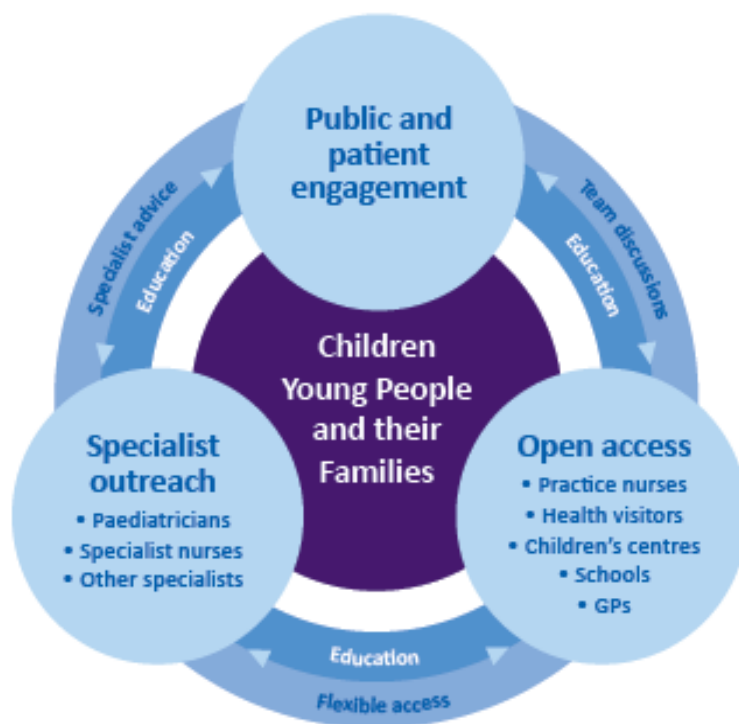 Public and
patient
engagement
Specialist advice
Education
Team discussions
Education
Children
Young People
and their
Families
Specialist
outreach
• Paediatricians
• Specialist nurses
• Other specialists
Open access
• Practice nurses
• Health visitors
• Children's centres
• Schools
• GPs
Education
Flexible access